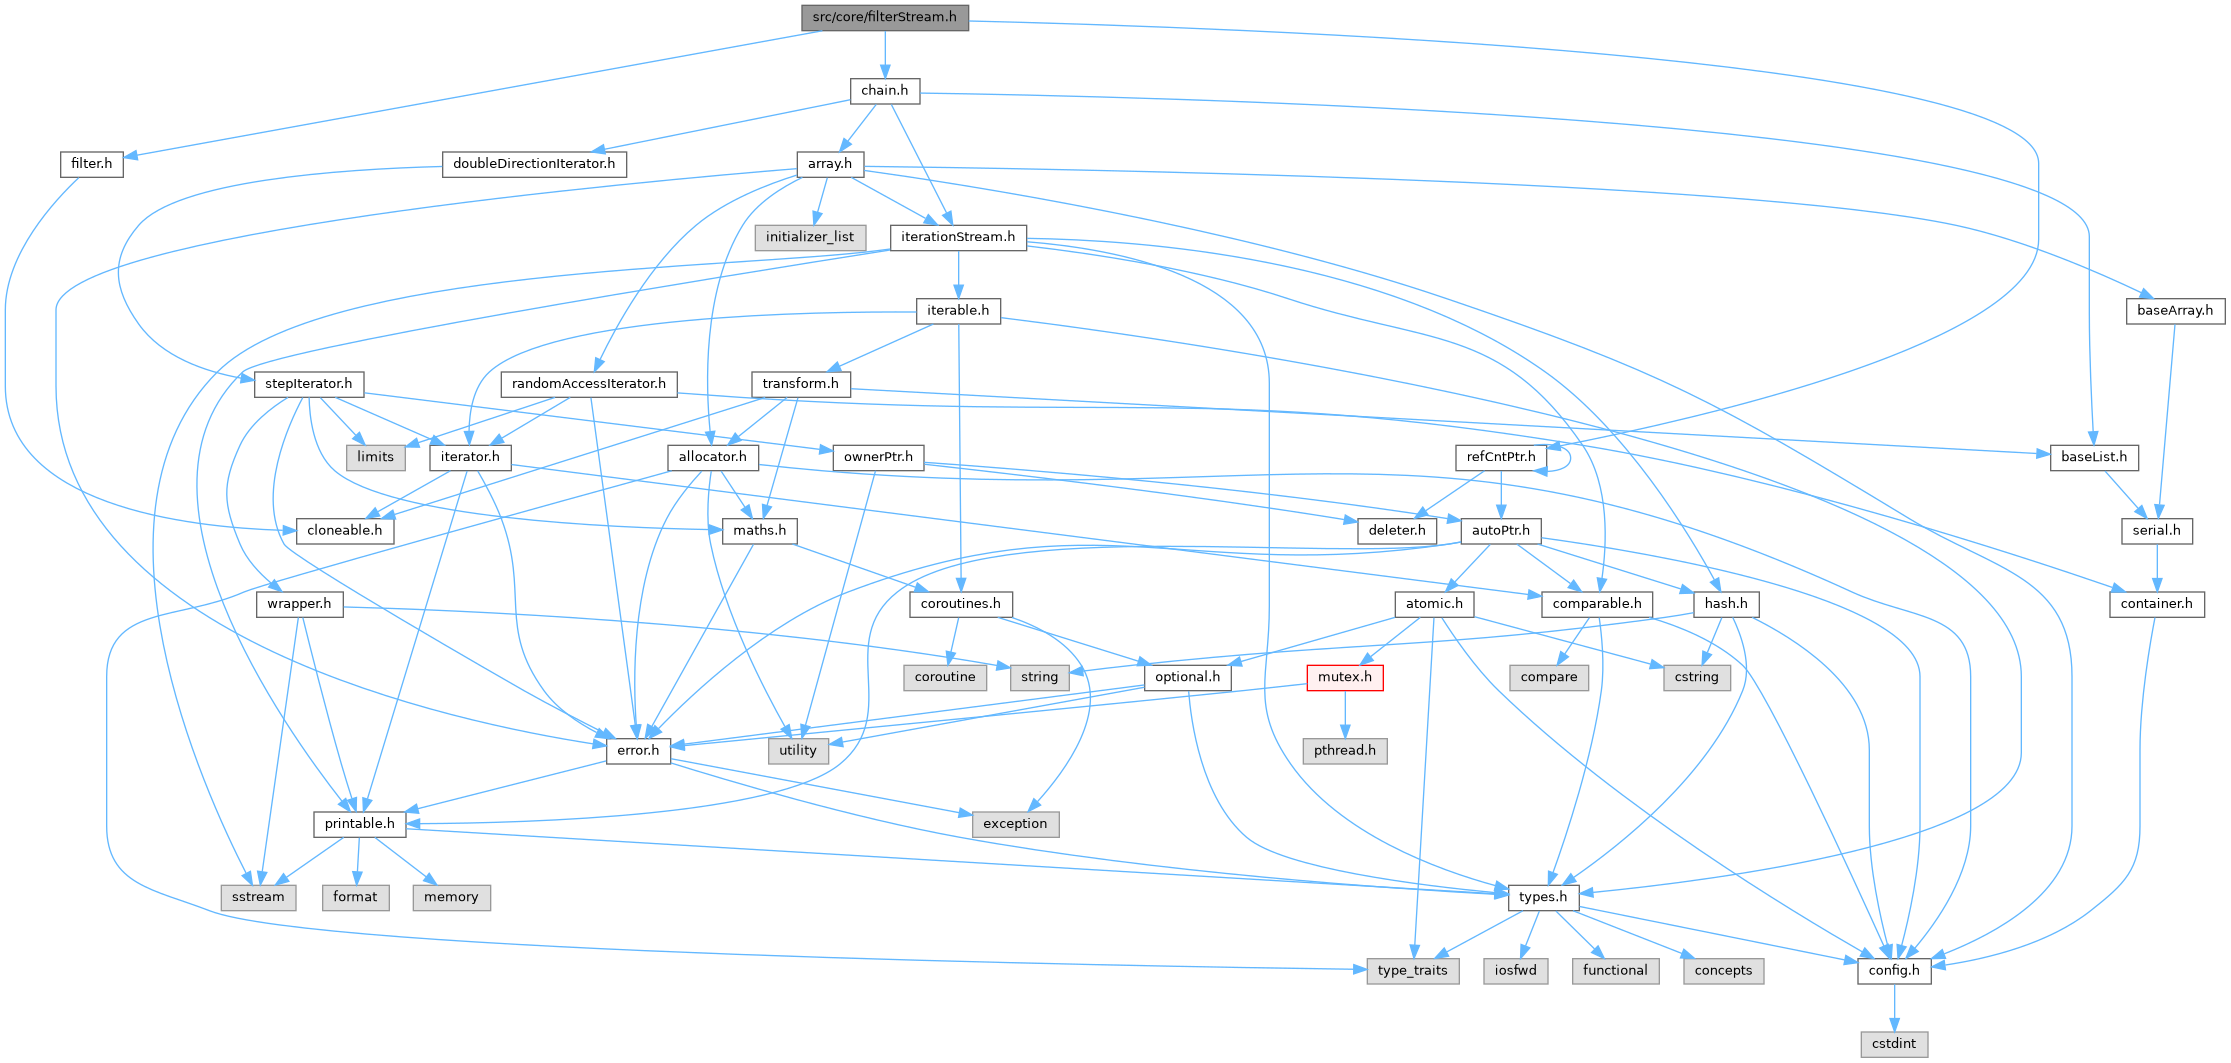 src/core/filterStream.h
chain.h
filter.h
doubleDirectionIterator.h
array.h
initializer_list
iterationStream.h
iterable.h
baseArray.h
stepIterator.h
randomAccessIterator.h
transform.h
limits
iterator.h
allocator.h
ownerPtr.h
refCntPtr.h
baseList.h
cloneable.h
maths.h
deleter.h
autoPtr.h
serial.h
wrapper.h
coroutines.h
atomic.h
comparable.h
hash.h
container.h
coroutine
string
optional.h
mutex.h
compare
cstring
error.h
utility
pthread.h
printable.h
exception
sstream
format
memory
types.h
type_traits
iosfwd
functional
concepts
config.h
cstdint